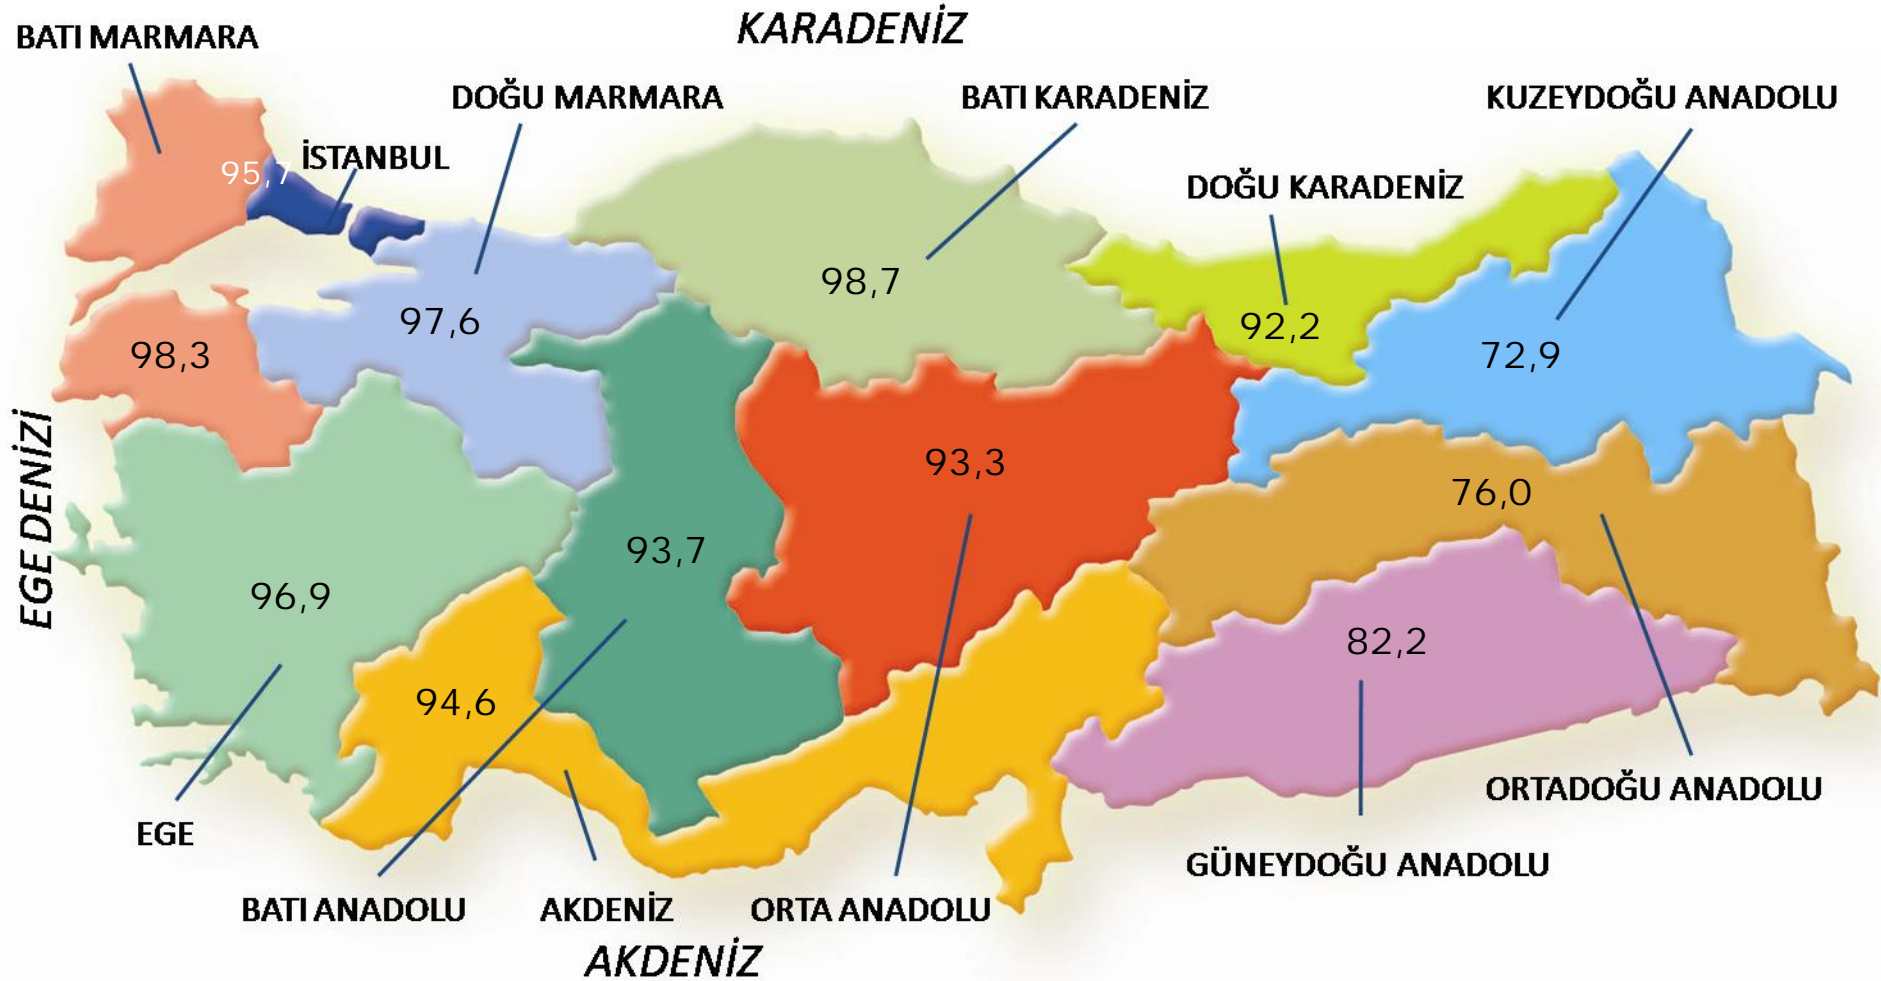 KARADENİZ
BATI MARMARA
DOĞU MARMARA
BATI KARADENİZ
KUZEYDOĞU ANADOLU
İSTANBUL
95,7
DOĞU KARADENİZ
98,7
97,6
92,2
98,3
72,9
EGE DENİZİ
93,3
76,0
93,7
96,9
82,2
94,6
ORTADOĞU ANADOLU
EGE
GÜNEYDOĞU ANADOLU
BATI ANADOLU
AKDENİZ
ORTA ANADOLU
AKDENİZ